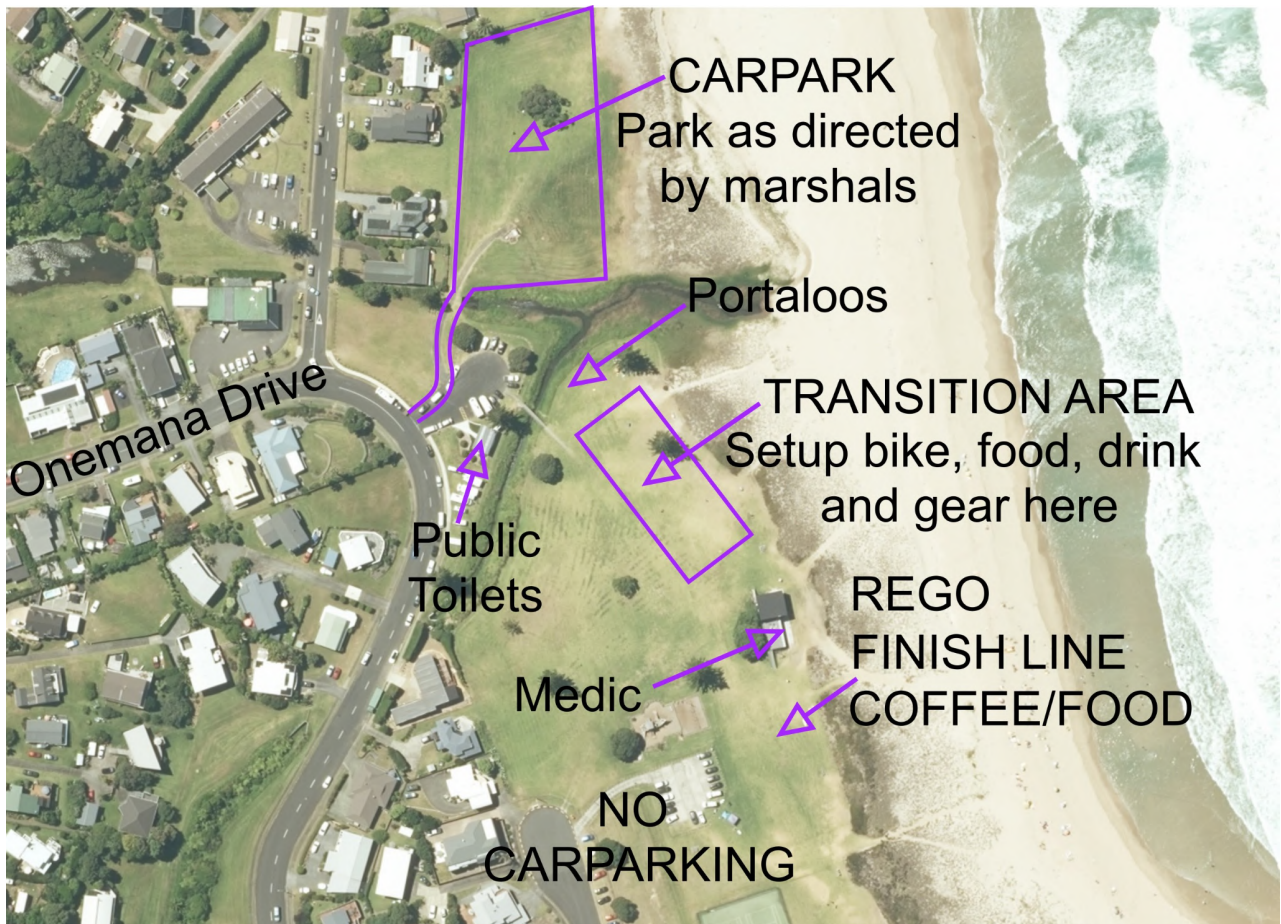 CARPARK
Park as directed
by marshals
Portaloos
Onemana Drive
TRANSITION AREA
Setup bike, food, drink
and gear here
Public
Toilets
REGO
FINISH LINE
COFFEE/FOOD
Medic
NO
CARPARKING